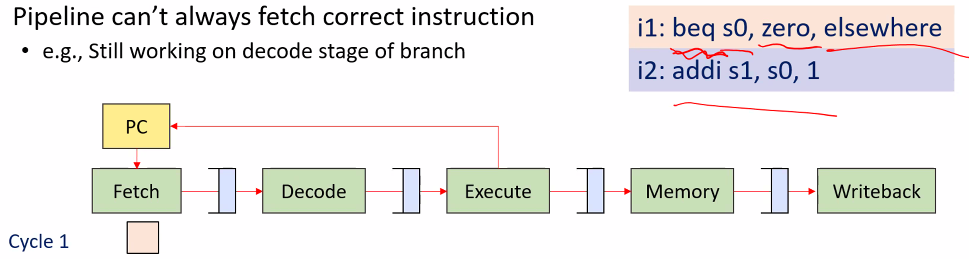 Pipeline can't always fetch correct instruction
• e.g., Still working on decode stage of branch
i1: beq s0, zero, elsewhere
i2: addi s1, s0, 1
PC
Fetch
Decode
Execute
Memory
Writeback
Cycle 1